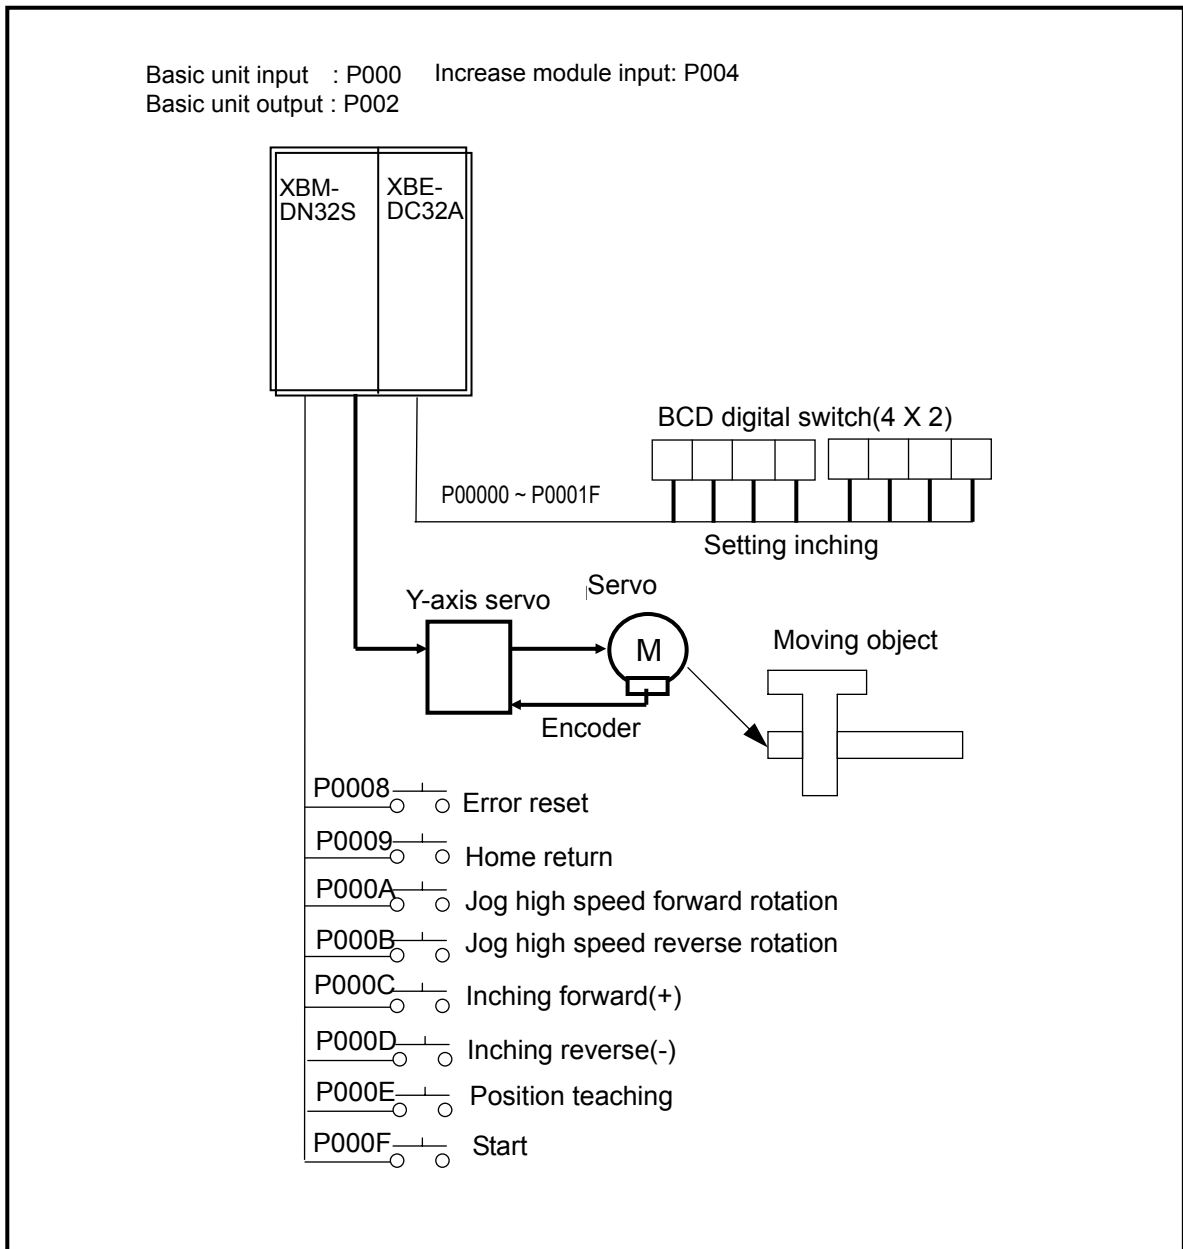 Basic unit input : P000 Increase module input: P004
Basic unit output : P002
XBM-
DN32S
XBE-
DC32A
BCD digital switch(4 X 2)
P00000 ~ P0001F
Setting inching
Y-axis servo
Servo
M
Moving object
Encoder
P0008 Error reset
P0009 Home return
P000A Jog high speed forward rotation
P000B Jog high speed reverse rotation
P000C Inching forward(+)
P000D Inching reverse(-)
P000E Position teaching
P000F Start